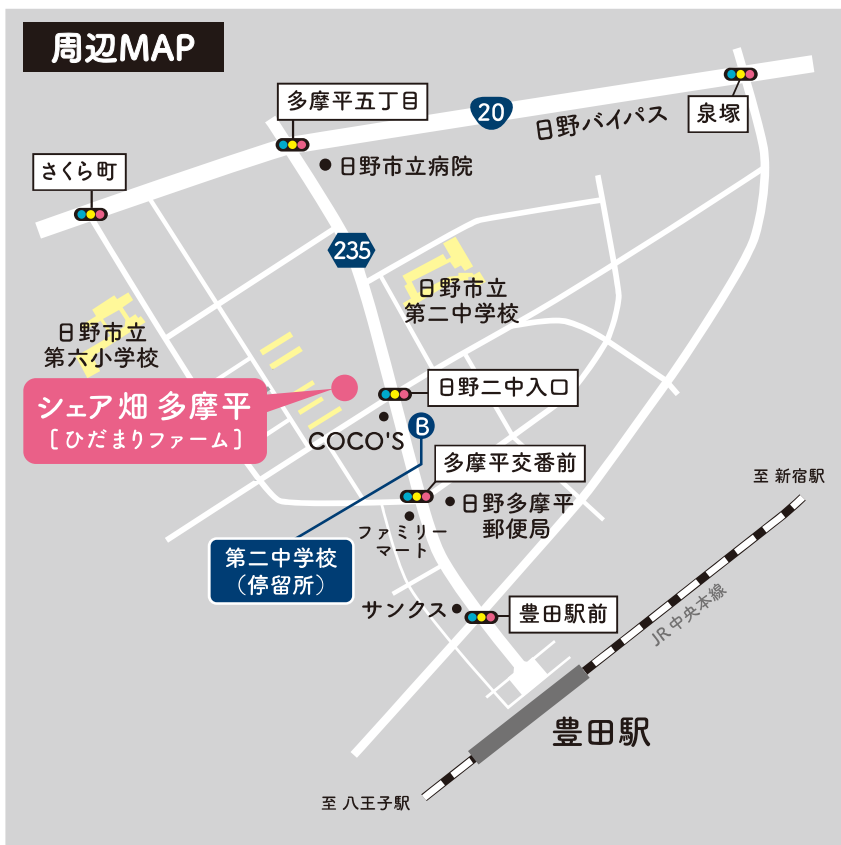 周辺MAP
多摩平五丁目
20
日野バイパス
泉塚
さくら町
日野市立病院
235
日野市立
第二中学校
日野市立
第六小学校
シェア畑 多摩平
[ひだまりファーム]
日野二中入口
COCO'S
B
多摩平交番前
至 新宿駅
日野多摩平
郵便局
ファミリー
マート
第二中学校
(停留所)
サンクス
豊田駅前
JR中央本線
豊田駅
至 八王子駅